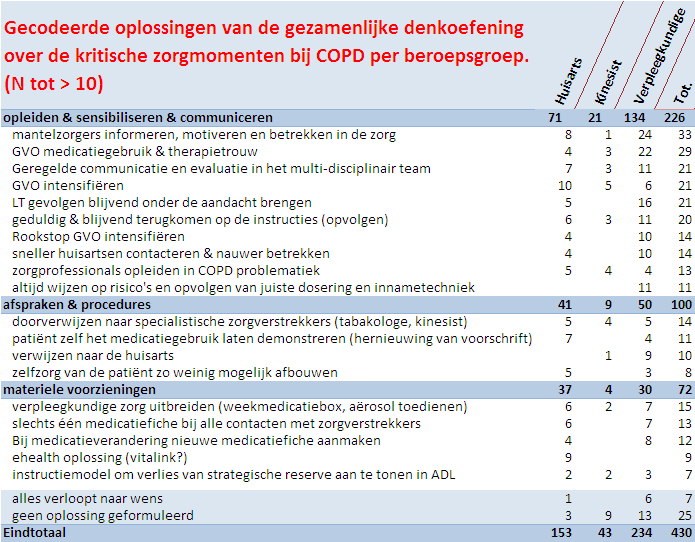 Gecodeerde oplossingen van de gezamenlijke denkoefening
over de kritische zorgmomenten bij COPD per beroepsgroep.
(N tot > 10)
Huisarts Kinesist Verpleegkundige Tot.
opleiden & sensibiliseren & communiceren 71 21 134 226
mantelzorgers informeren, motiveren en betrekken in de zorg 8 1 24 33
GVO medicatiegebruik & therapietrouw 4 3 22 29
Geregelde communicatie en evaluatie in het multi-disciplinair team 7 3 11 21
GVO intensifiëren 10 5 6 21
LT gevolgen blijvend onder de aandacht brengen 5 16 21
geduldig & blijvend terugkomen op de instructies (opvolgen) 6 3 11 20
Rookstop GVO intensifiëren 4 10 14
sneller huisartsen contacteren & nauwer betrekken 4 10 14
zorgprofessionals opleiden in COPD problematiek 5 4 4 13
altijd wijzen op risico's en opvolgen van juiste dosering en innametechniek 11 11
afspraken & procedures 41 9 50 100
doorverwijzen naar specialistische zorgverstrekkers (tabakologe, kinesist) 5 4 5 14
patiënt zelf het medicatiegebruik laten demonstreren (hernieuwing van voorschrift) 7 4 11
verwijzen naar de huisarts 1 9 10
zelfzorg van de patiënt zo weinig mogelijk afbouwen 5 3 8
materiele voorzieningen 37 4 30 72
verpleegkundige zorg uitbreiden (weekmedicatiebox, aërosol toedienen) 6 2 7 15
slechts één medicatiefiche bij alle contacten met zorgverstrekkers 6 7 13
Bij medicatieverandering nieuwe medicatiefiche aanmaken 4 8 12
ehealth oplossing (vitalink?) 9 9
instructiemodel om verlies van strategische reserve aan te tonen in ADL 2 2 3 7
alles verloopt naar wens 1 6 7
geen oplossing geformuleerd 3 9 13 25
Eindtotaal 153 43 234 430